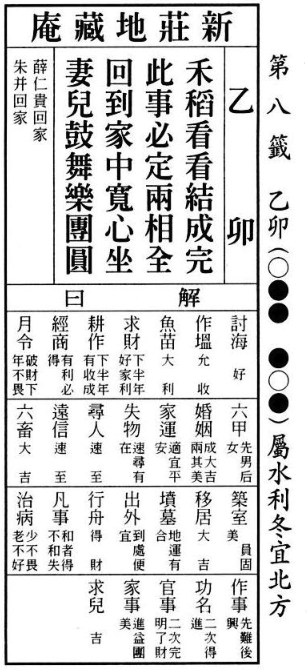 第八籤 乙卯(○●● ●○●)屬水利冬宜北方
新莊地藏庵
乙卯
禾稻看看結成完
此事必定兩相全
回到家中寬心坐
妻兒鼓舞樂團圓
薛仁貴回家
朱弁回家
解曰
討海 好
作塭 允收
魚苗 大利
求財 下半年好家利
耕作 下半年有收成
經商 有利必得
月令 破財下年不畏
六甲 先男后女
婚姻 成大吉兩其美
家運 適宜平安
失物 速尋有在
尋人 速至
遠信 速至
六畜 大吉
築室 員固美
移居 大吉
墳墓 地運有合
出外 到處便宜
行舟 得財
凡事 和者得不和失
治病 少不畏老不好
作事 先難後興
功名 二次得進
官事 二次完明了財
家事 進益團美
求兒 吉